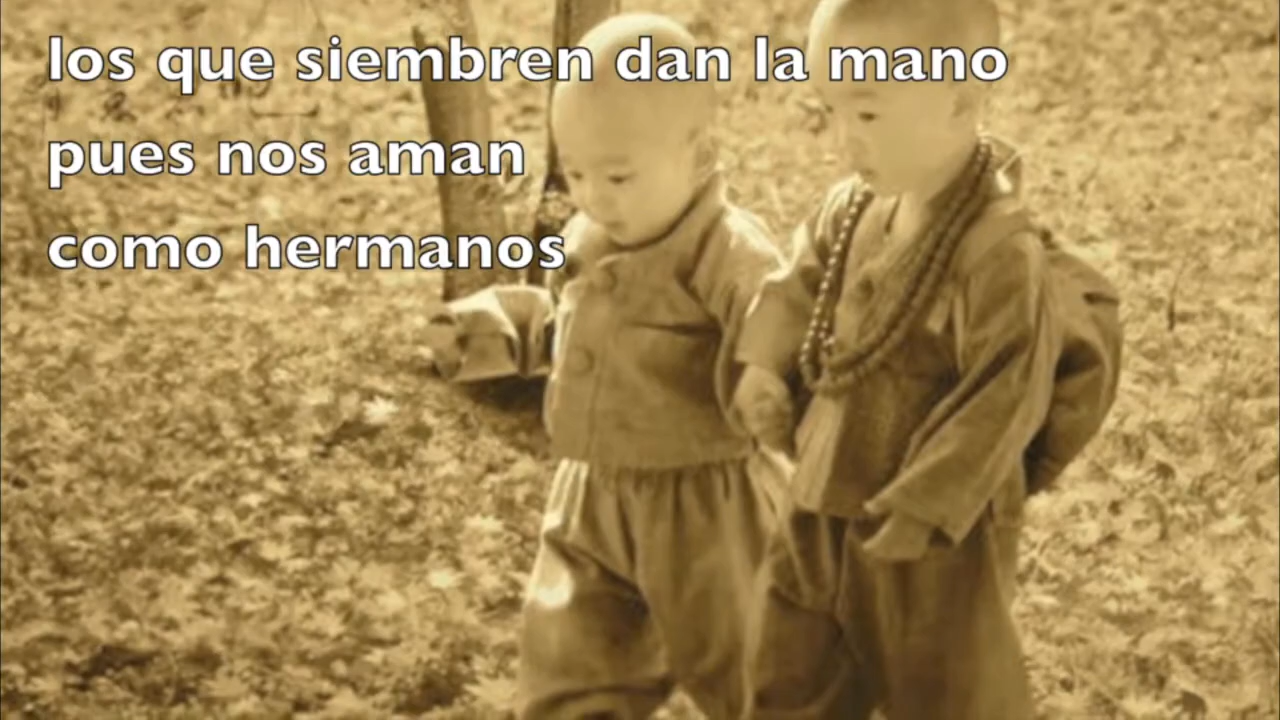 los que siembren dan la mano
pues nos aman
como hermanos